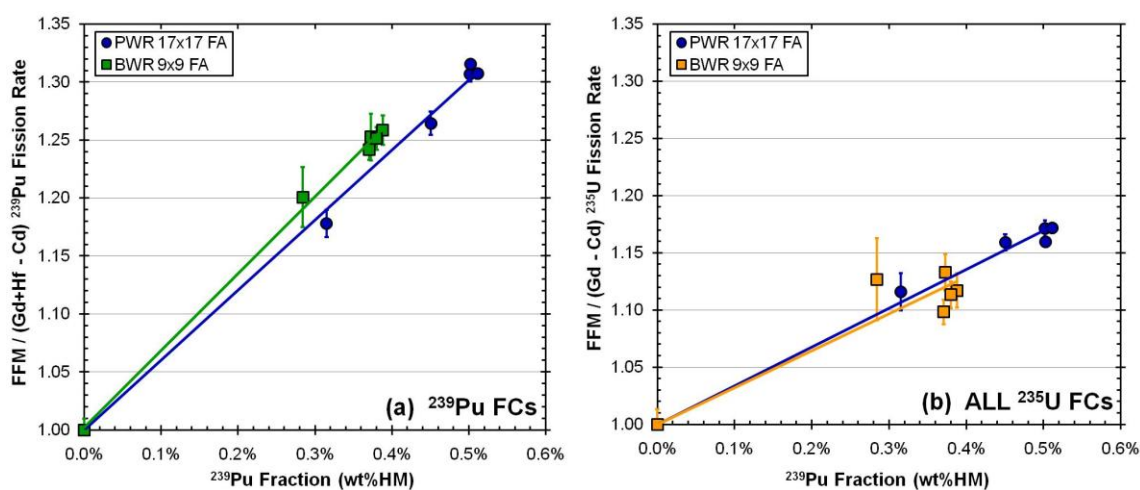 1.35
1.30
1.25
1.20
1.15
1.10
1.05
1.00
FFM / (Gd+Hf - Cd) ²³⁹Pu Fission Rate
PWR 17x17 FA
BWR 9x9 FA
(a) ²³⁹Pu FCs
0.0% 0.1% 0.2% 0.3% 0.4% 0.5% 0.6%
²³⁹Pu Fraction (wt%HM)
1.35
1.30
1.25
1.20
1.15
1.10
1.05
1.00
FFM / (Gd - Cd) ²³⁵U Fission Rate
PWR 17x17 FA
BWR 9x9 FA
(b) ALL ²³⁵U FCs
0.0% 0.1% 0.2% 0.3% 0.4% 0.5% 0.6%
²³⁹Pu Fraction (wt%HM)